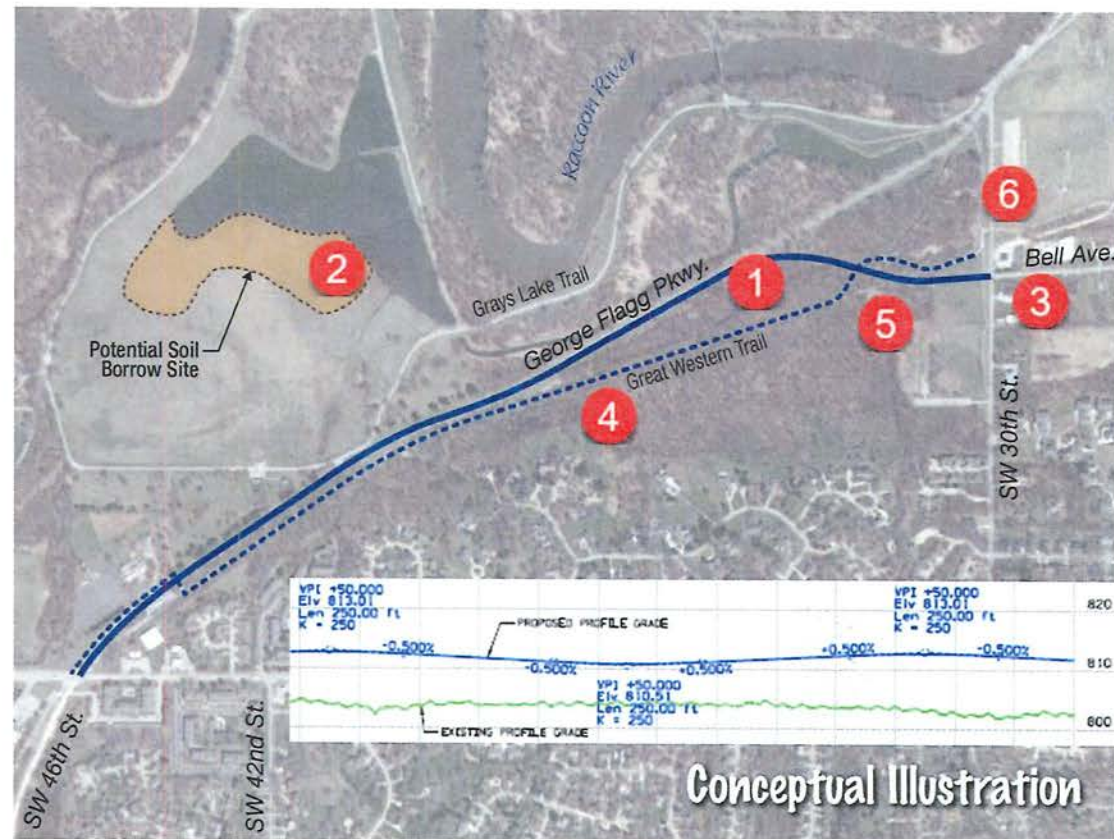 Raccoon River
6
Bell Ave.
2
1
3
Grays Lake Trail
George Flagg Pkwy.
5
Potential Soil
Borrow Site
Great Western Trail
4
SW 30th St.
VPI +50.000
Elv 813.01
Len 250.00 ft
K = 250
VPI +50.000
Elv 813.01
Len 250.00 ft
K = 250
820
PROPOSED PROFILE GRADE
-0.500%
-0.500%
+0.500%
+0.500%
-0.500%
810
VPI +50.000
Elv 810.51
Len 250.00 ft
K = 250
EXISTING PROFILE GRADE
800
SW 46th St.
SW 42nd St.
Conceptual Illustration